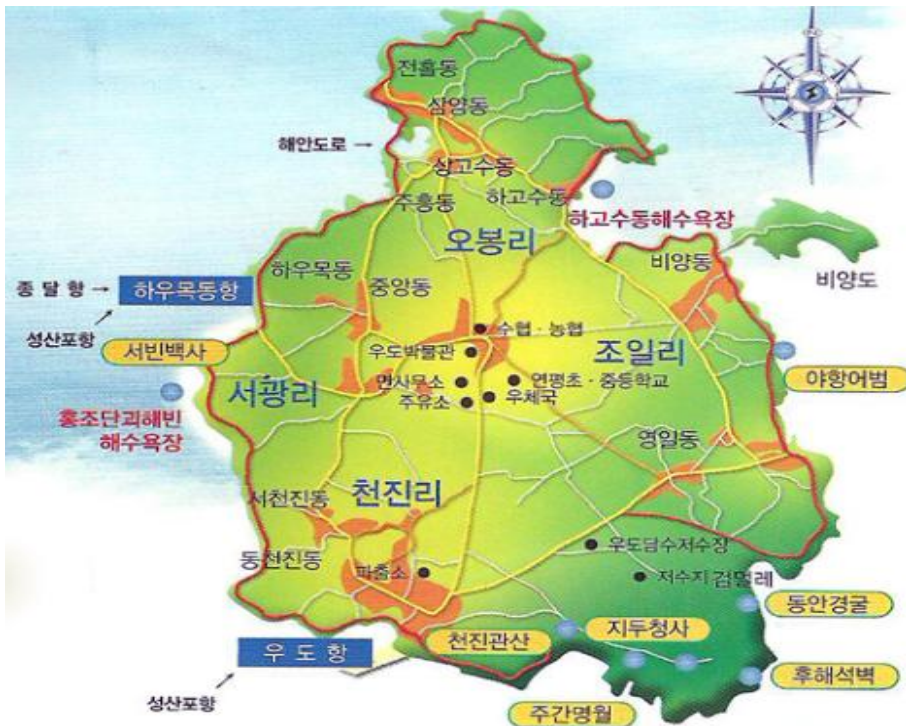 전흘동
삼양동
해안도로 →
상고수동
주흥동
하고수동
하고수동해수욕장
오봉리
비양동
비양도
하우목동
중앙동
종달항 →
하우목동항
성산포항
서빈백사
수협 · 농협
우도박물관
조일리
면사무소
연평초 · 중등학교
야항어범
서광리
주유소
우체국
홍조단괴해빈
해수욕장
영일동
천진리
서천진동
우도담수저수장
동천진동
파출소
저수지
검멀레
동안경굴
천진관산
지두청사
우도항
후해석벽
성산포항
주간명월